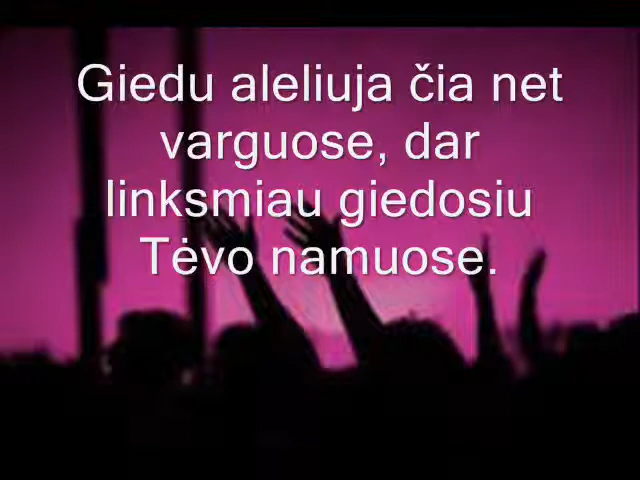 Giedu aleliuja čia net
varguose, dar
linksmiau giedosiu
Tėvo namuose.